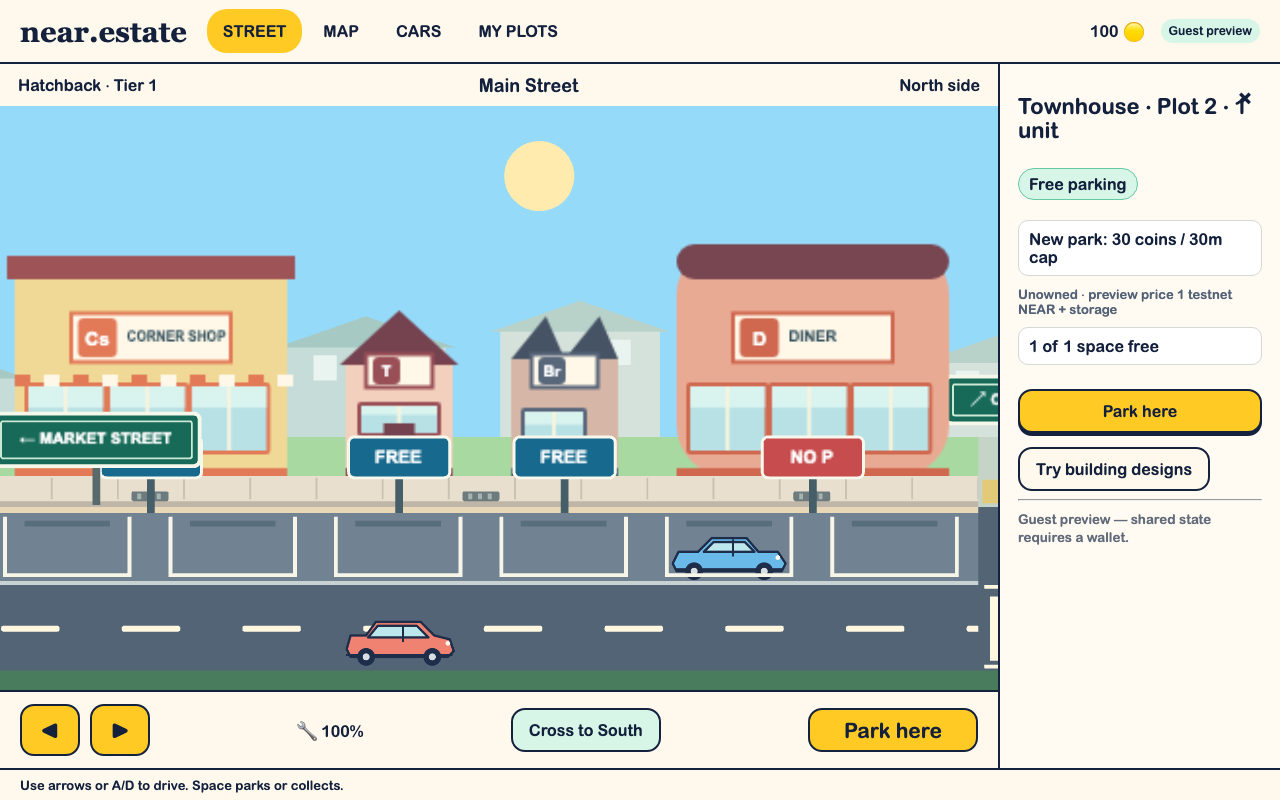 near.estate
STREET
MAP
CARS
MY PLOTS
100
Guest preview
Hatchback · Tier 1
Main Street
North side
Cs CORNER SHOP
T
Br
D DINER
← MARKET STREET
FREE
FREE
NO P
Townhouse · Plot 2 ·
unit
Free parking
New park: 30 coins / 30m
cap
Unowned · preview price 1 testnet
NEAR + storage
1 of 1 space free
Park here
Try building designs
Guest preview — shared state
requires a wallet.
100%
Cross to South
Park here
Use arrows or A/D to drive. Space parks or collects.